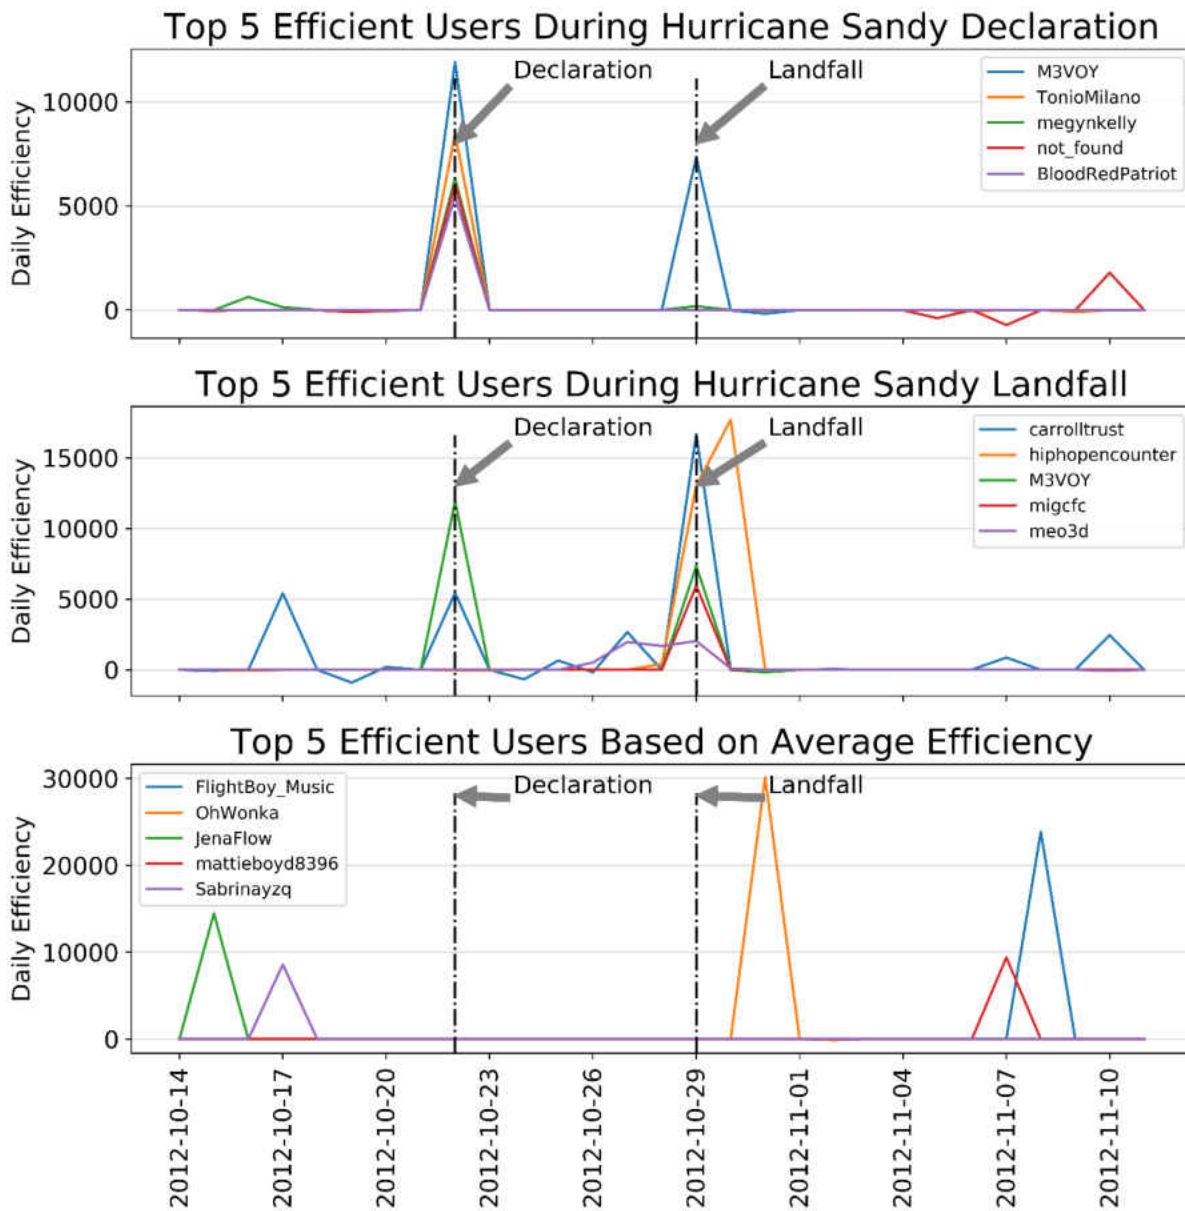 Top 5 Efficient Users During Hurricane Sandy Declaration
Daily Efficiency
10000
5000
0
Declaration
Landfall
M3VOY
TonioMilano
megynkelly
not_found
BloodRedPatriot
Top 5 Efficient Users During Hurricane Sandy Landfall
Daily Efficiency
15000
10000
5000
0
Declaration
Landfall
carrolltrust
hiphopencounter
M3VOY
migcfc
meo3d
Top 5 Efficient Users Based on Average Efficiency
Daily Efficiency
30000
20000
10000
0
FlightBoy_Music
OhWonka
JenaFlow
mattieboyd8396
Sabrinayzq
Declaration
Landfall
2012-10-14
2012-10-17
2012-10-20
2012-10-23
2012-10-26
2012-10-29
2012-11-01
2012-11-04
2012-11-07
2012-11-10